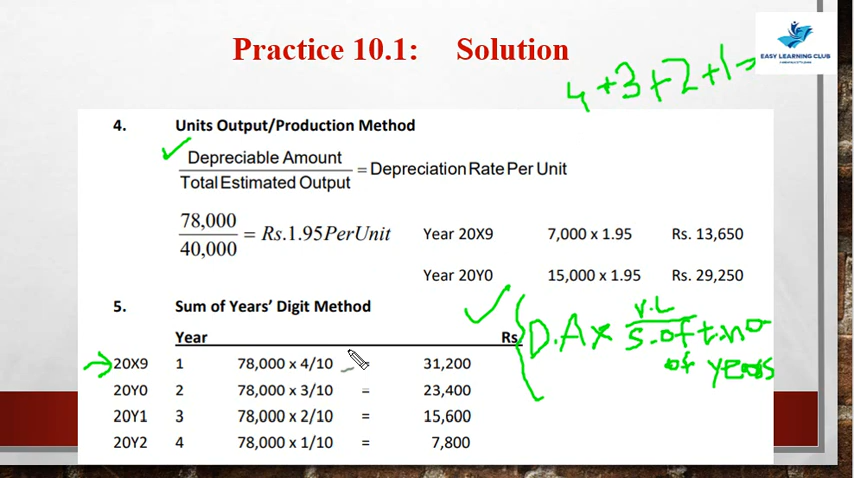 Practice 10.1: Solution
EASY LEARNING CLUB
4+3+2+1=
4. Units Output/Production Method
Depreciable Amount
Total Estimated Output
= Depreciation Rate Per Unit
78,000
40,000
= Rs.1.95PerUnit
Year 20X9 7,000 x 1.95 Rs. 13,650
Year 20Y0 15,000 x 1.95 Rs. 29,250
5. Sum of Years’ Digit Method
Year Rs
20X9 1 78,000 x 4/10 = 31,200
20Y0 2 78,000 x 3/10 = 23,400
20Y1 3 78,000 x 2/10 = 15,600
20Y2 4 78,000 x 1/10 = 7,800
D.A x
S. of t.no
of years